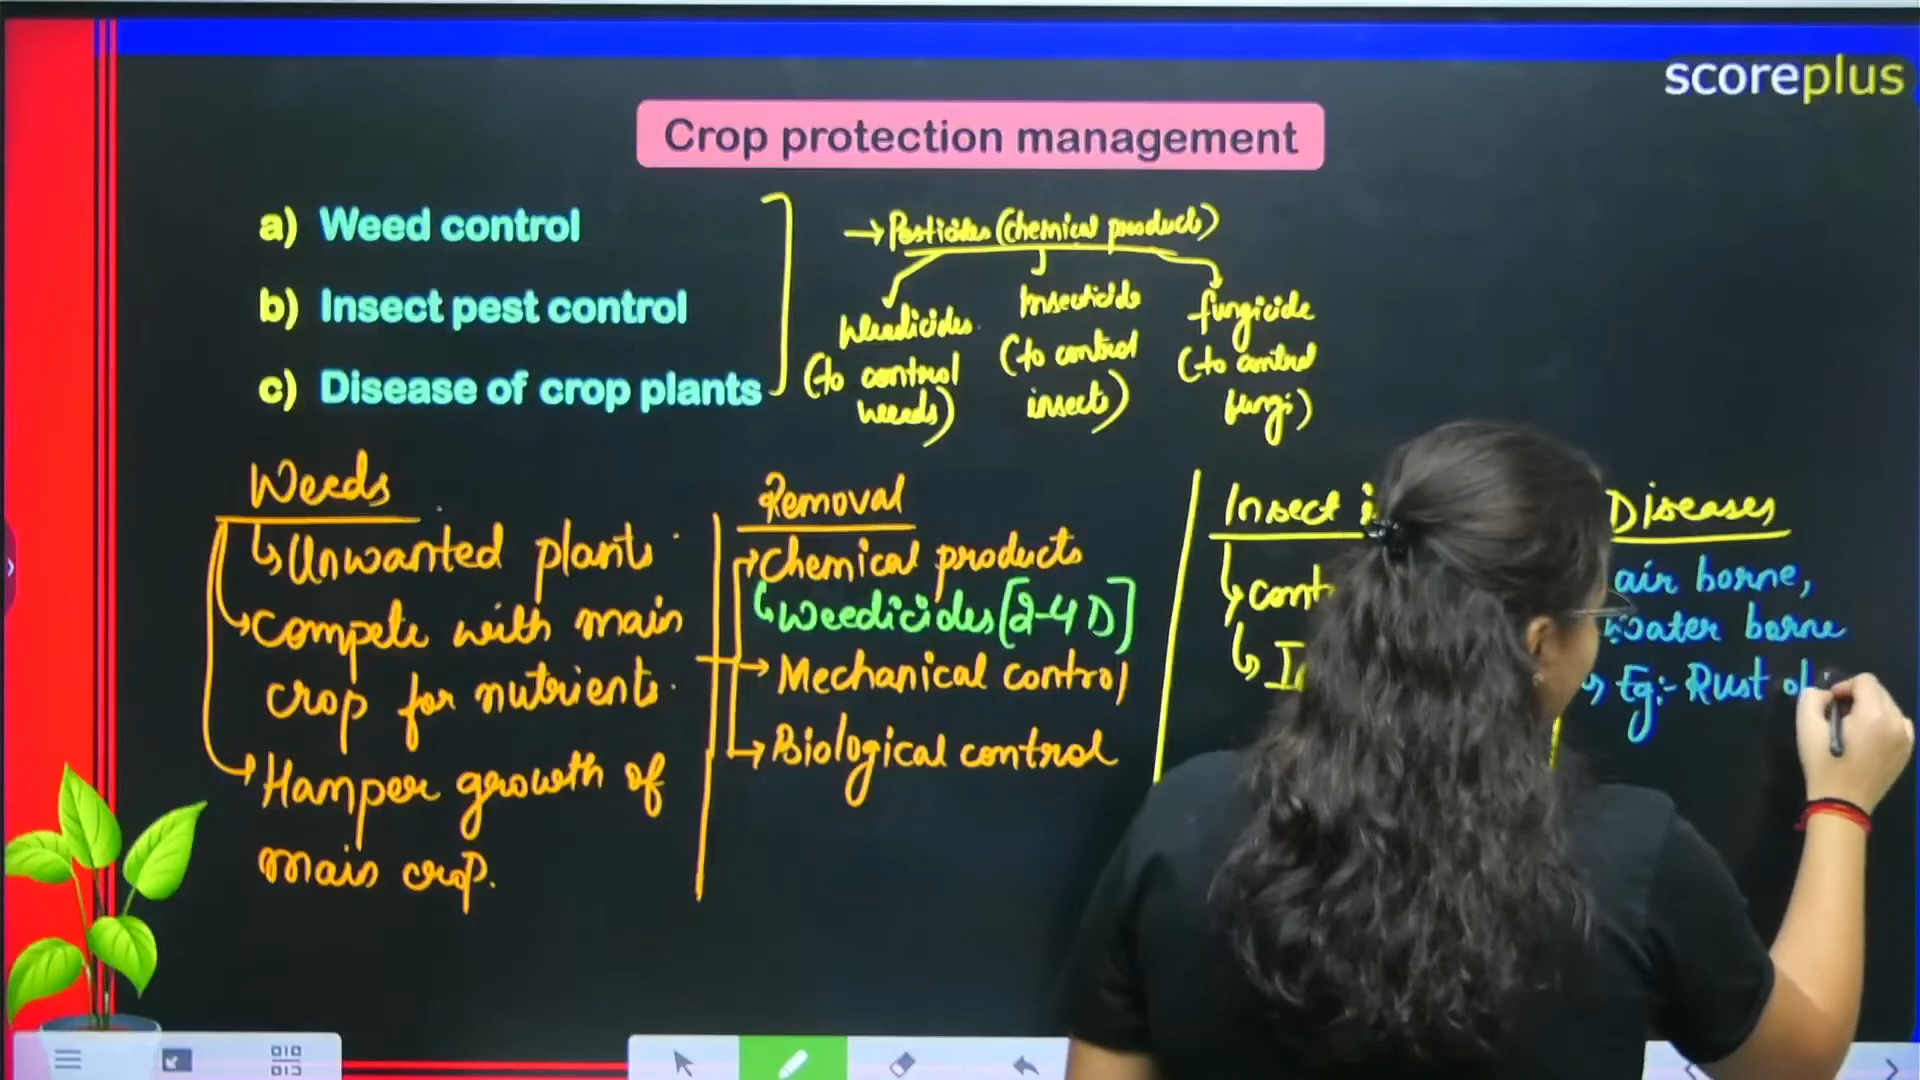 scoreplus
Crop protection management
a) Weed control
b) Insect pest control
c) Disease of crop plants
→Pesticides (chemical products)
Weedicides
(to control
weeds)
Insecticide
(to control
insects)
fungicide
(to control
fungi)
Weeds
Unwanted plants
compete with main
crop for nutrients.
Hamper growth of
main crop.
Removal
Chemical products
Weedicides [2-4 D]
Mechanical control
Biological control
Insect
Diseases
air borne,
water borne
Eg:- Rust of